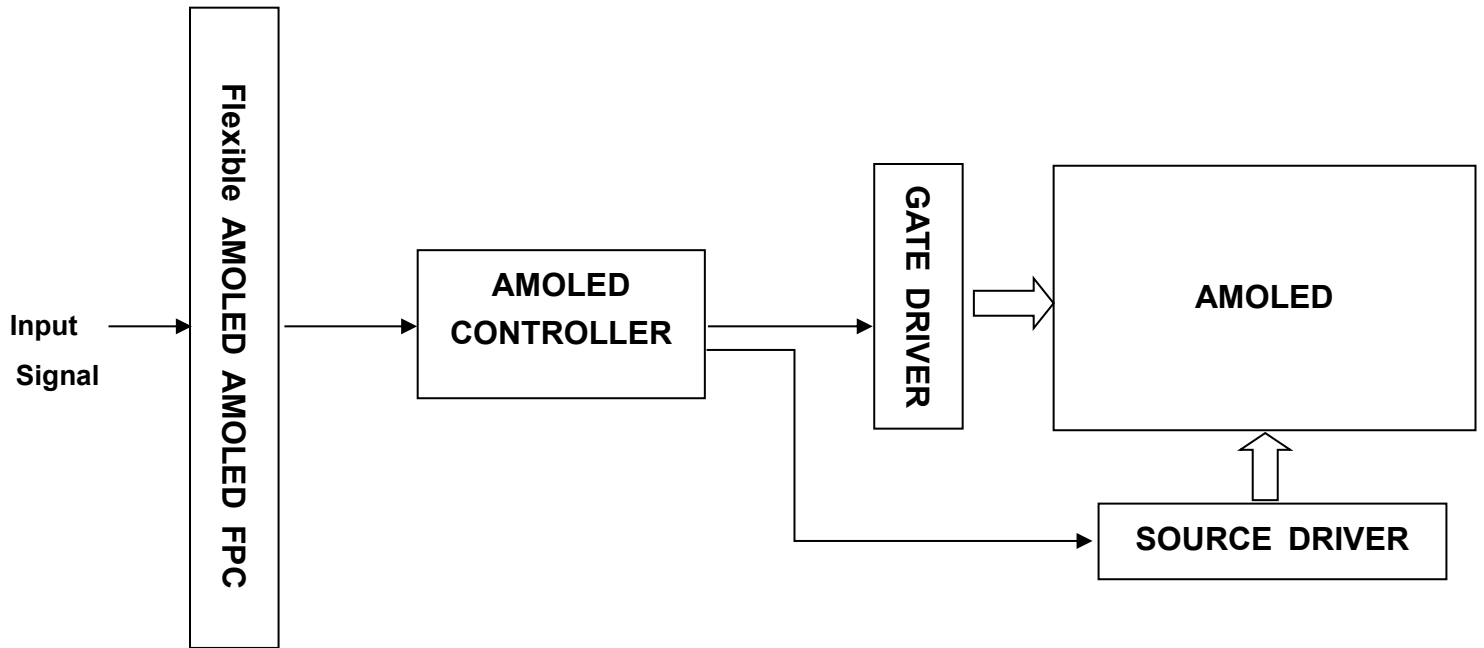 Input
Signal
Flexible AMOLED AMOLED FPC
AMOLED
CONTROLLER
GATE DRIVER
AMOLED
SOURCE DRIVER